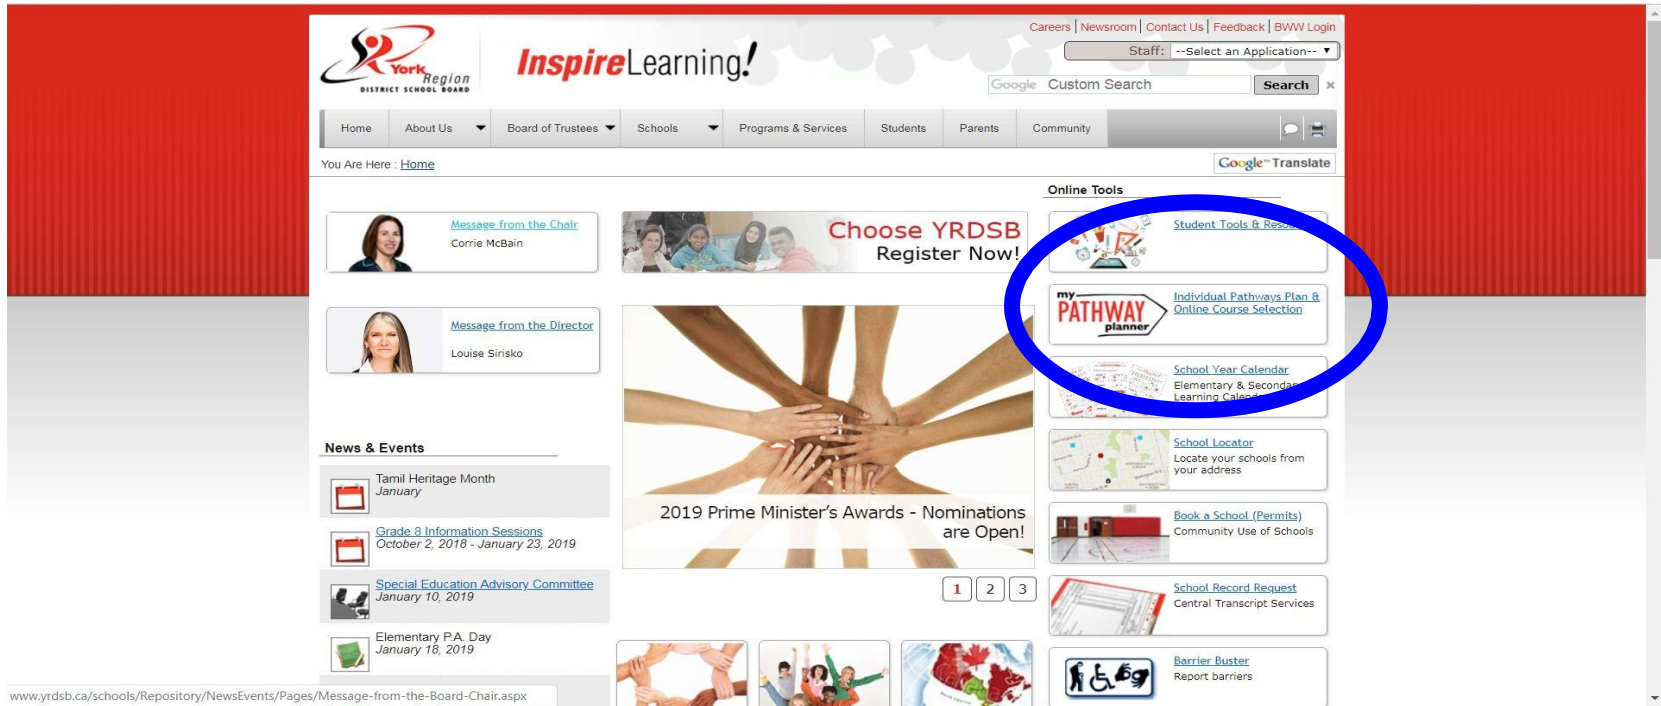 Careers | Newsroom | Contact Us | Feedback | BWW Login
Staff: --Select an Application--
York
Region
DISTRICT SCHOOL BOARD
InspireLearning!
Google Custom Search
Search ×
Home About Us Board of Trustees Schools Programs & Services Students Parents Community
You Are Here : Home
Google™ Translate
Message from the Chair
Corrie McBain
Message from the Director
Louise Sirisko
News & Events
Tamil Heritage Month
January
Grade 8 Information Sessions
October 2, 2018 - January 23, 2019
Special Education Advisory Committee
January 10, 2019
Elementary P.A. Day
January 18, 2019
Choose YRDSB
Register Now!
2019 Prime Minister's Awards - Nominations
are Open!
1 2 3
Online Tools
Student Tools &
my
PATHWAY
planner
Individual Pathways Plan &
Online Course Selection
School Year Calendar
Elementary &
Learning
School Locator
Locate your schools from
your address
Book a School (Permits)
Community Use of Schools
School Record Request
Central Transcript Services
Barrier Buster
Report barriers
www.yrdsb.ca/schools/Repository/NewsEvents/Pages/Message-from-the-Board-Chair.aspx